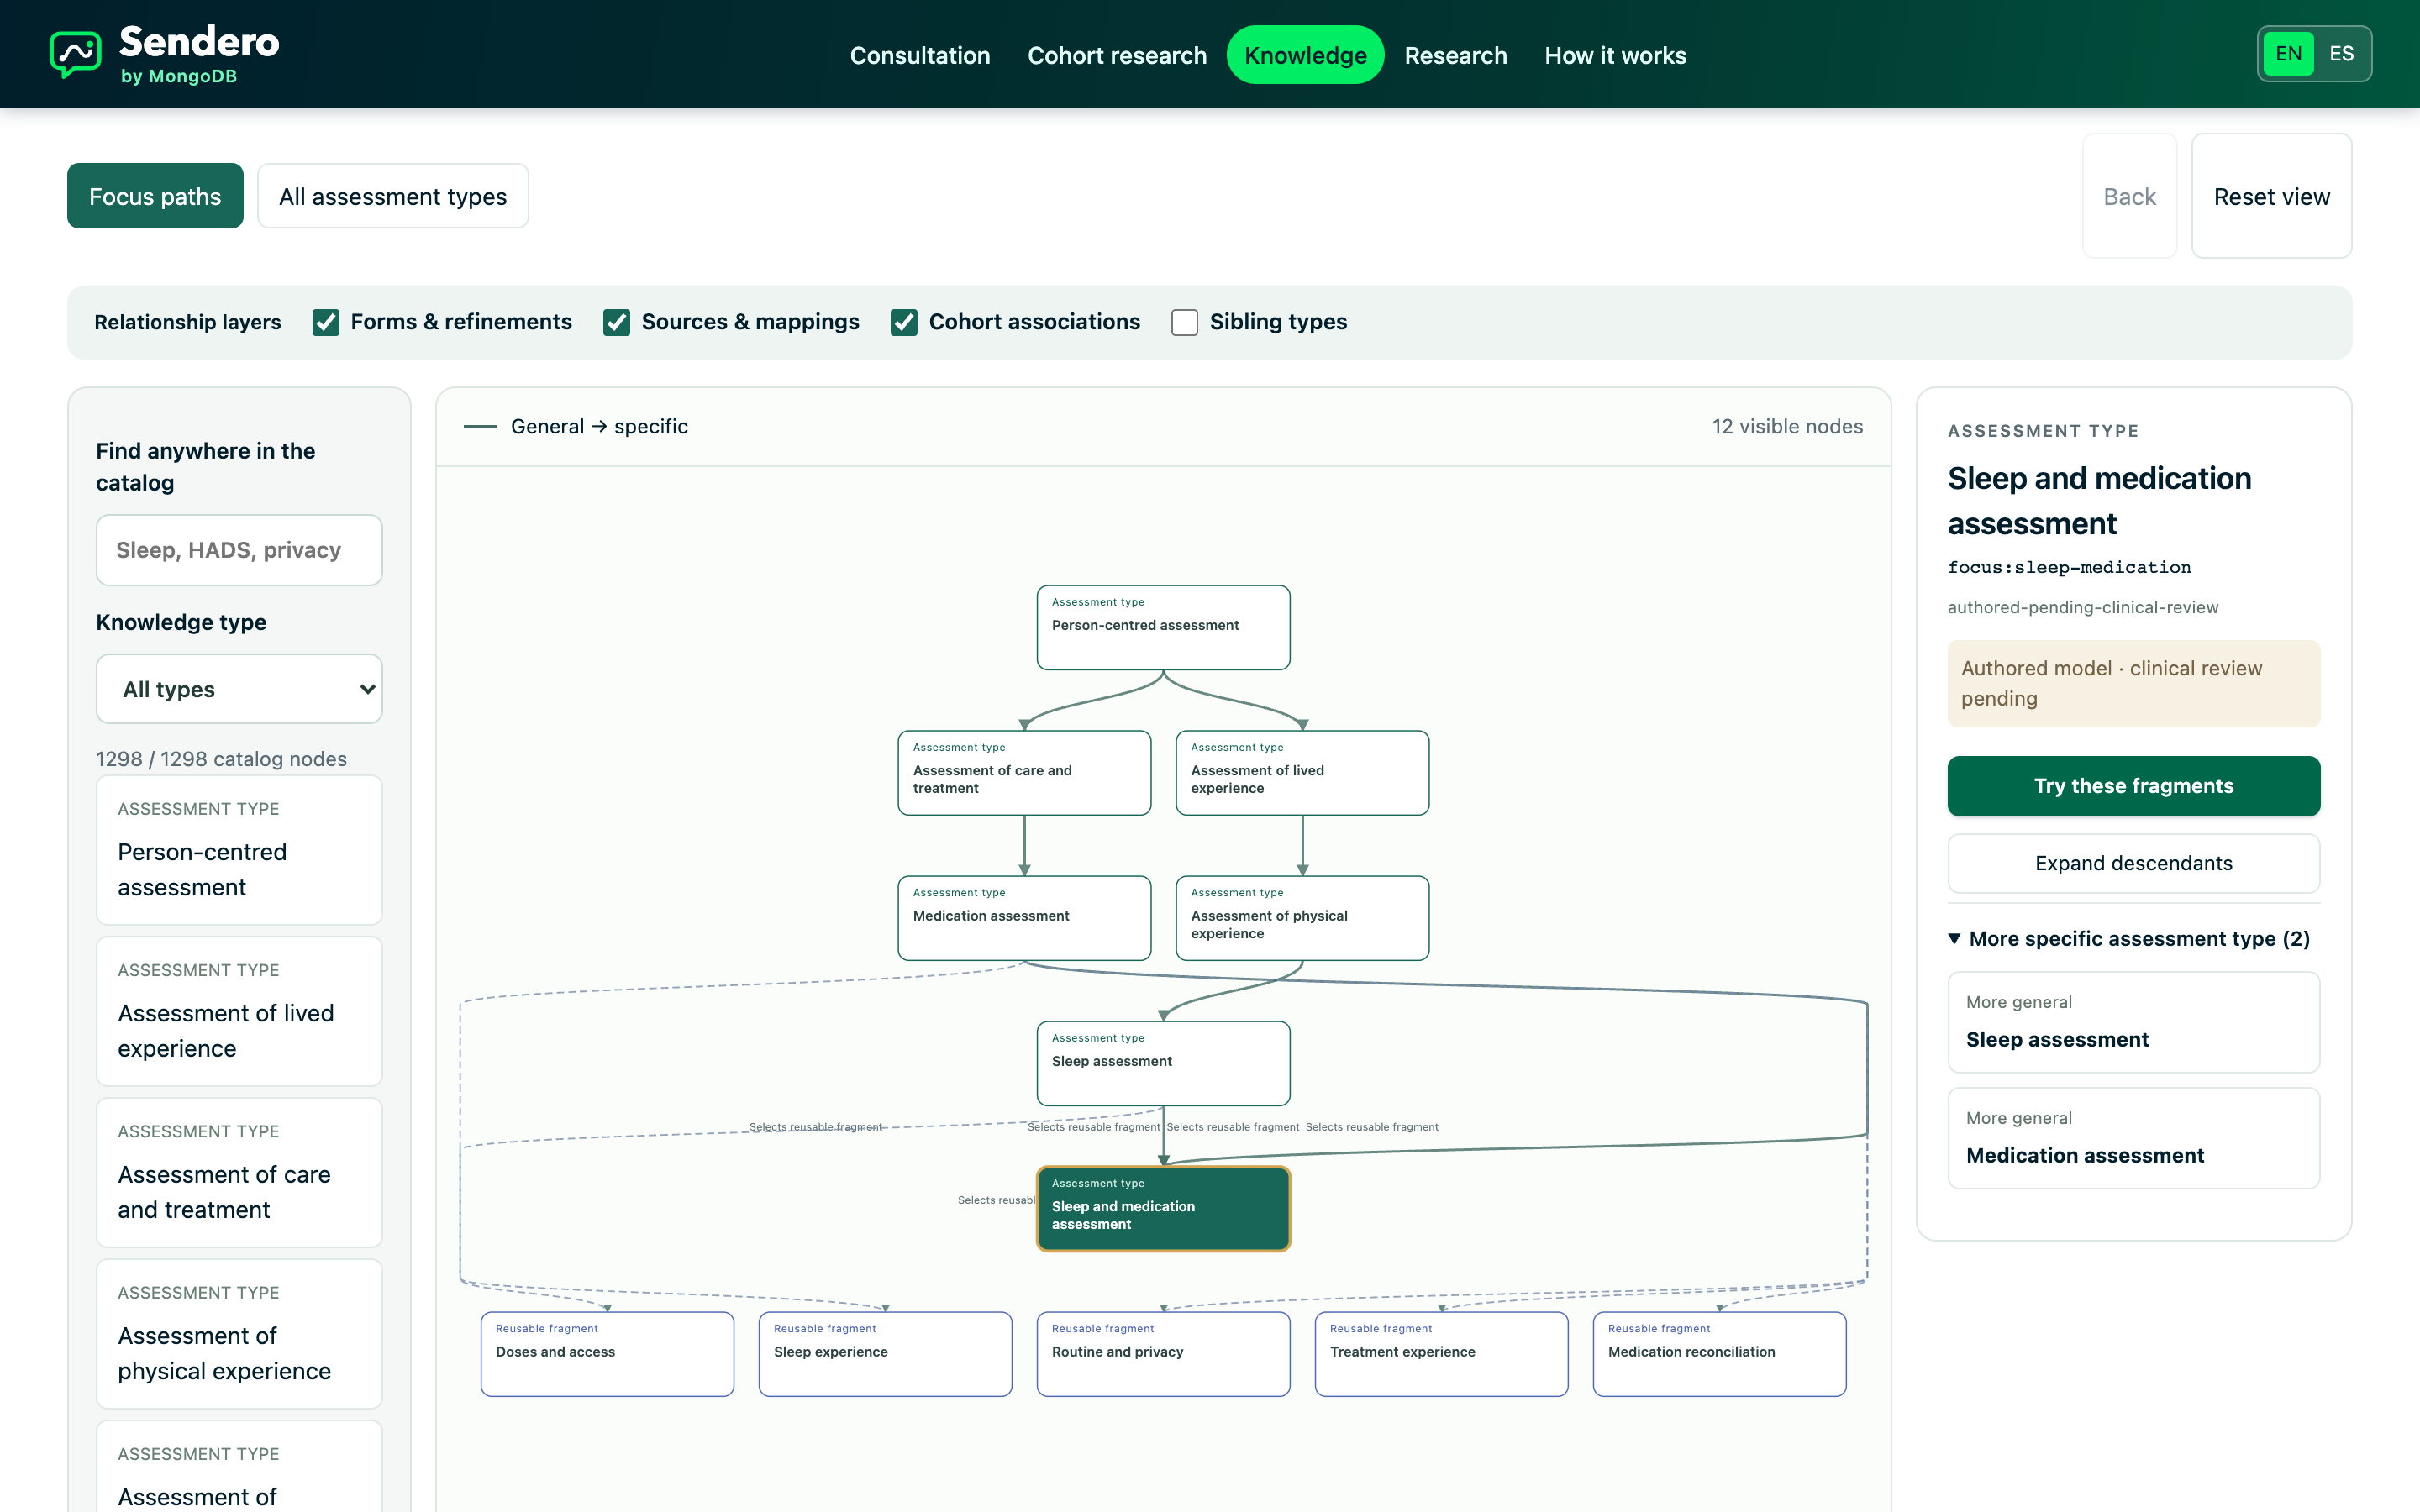 Sendero
by MongoDB
Consultation
Cohort research
Knowledge
Research
How it works
EN
ES
Focus paths
All assessment types
Back
Reset view
Relationship layers
Forms & refinements
Sources & mappings
Cohort associations
Sibling types
Find anywhere in the
catalog
Sleep, HADS, privacy
Knowledge type
All types
1298 / 1298 catalog nodes
ASSESSMENT TYPE
Person-centred
assessment
ASSESSMENT TYPE
Assessment of lived
experience
ASSESSMENT TYPE
Assessment of care
and treatment
ASSESSMENT TYPE
Assessment of
physical experience
ASSESSMENT TYPE
Assessment of
General → specific
12 visible nodes
Assessment type
Person-centred assessment
Assessment type
Assessment of care and
treatment
Assessment type
Assessment of lived
experience
Assessment type
Medication assessment
Assessment type
Assessment of physical
experience
Assessment type
Sleep assessment
Selects reusable fragment
Selects reusable fragment
Selects reusable fragment
Selects reusable fragment
Selects reusabl
Assessment type
Sleep and medication
assessment
Reusable fragment
Doses and access
Reusable fragment
Sleep experience
Reusable fragment
Routine and privacy
Reusable fragment
Treatment experience
Reusable fragment
Medication reconciliation
ASSESSMENT TYPE
Sleep and medication
assessment
focus:sleep-medication
authored-pending-clinical-review
Authored model · clinical review
pending
Try these fragments
Expand descendants
▼ More specific assessment type (2)
More general
Sleep assessment
More general
Medication assessment